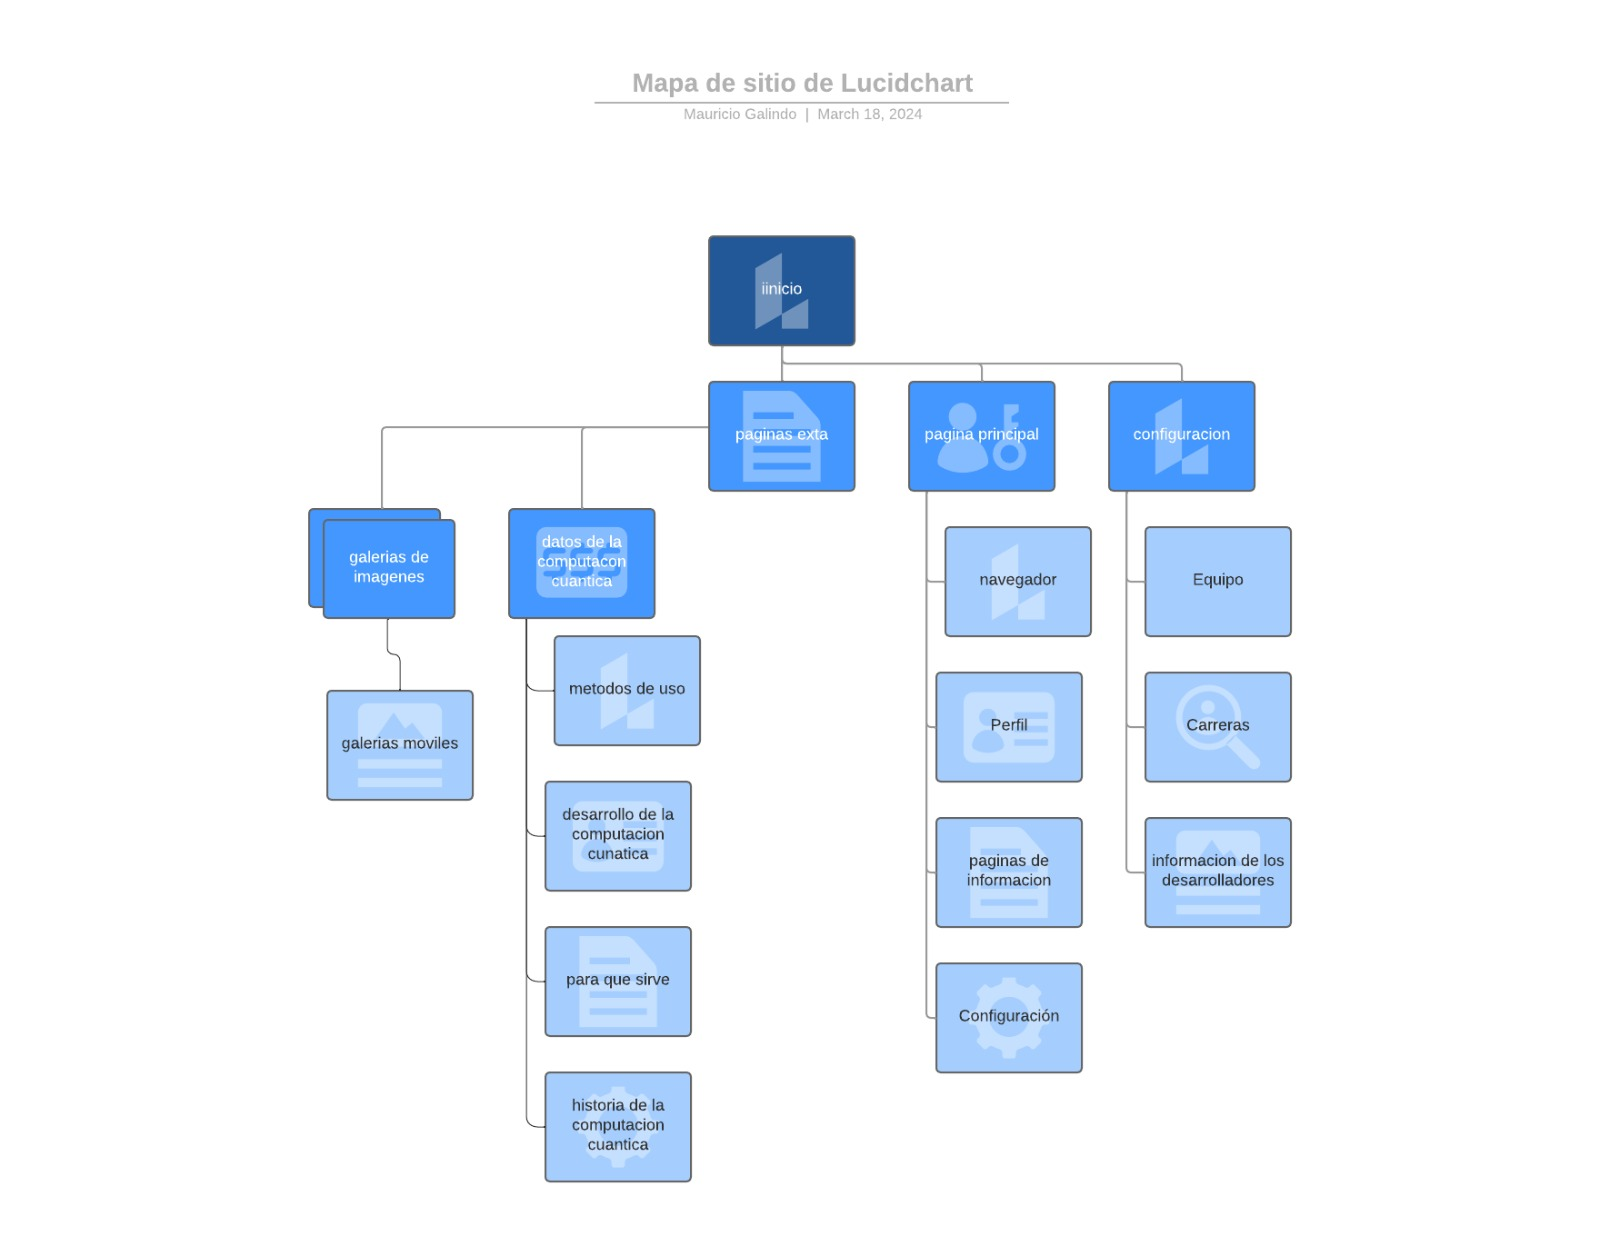 Mapa de sitio de Lucidchart
Mauricio Galindo | March 18, 2024
iinicio
paginas exta
pagina principal
configuracion
galerias de
imagenes
datos de la
computacon
cuantica
navegador
Equipo
metodos de uso
galerias moviles
Perfil
Carreras
desarrollo de la
computacion
cunatica
paginas de
informacion
informacion de los
desarrolladores
para que sirve
Configuración
historia de la
computacion
cuantica